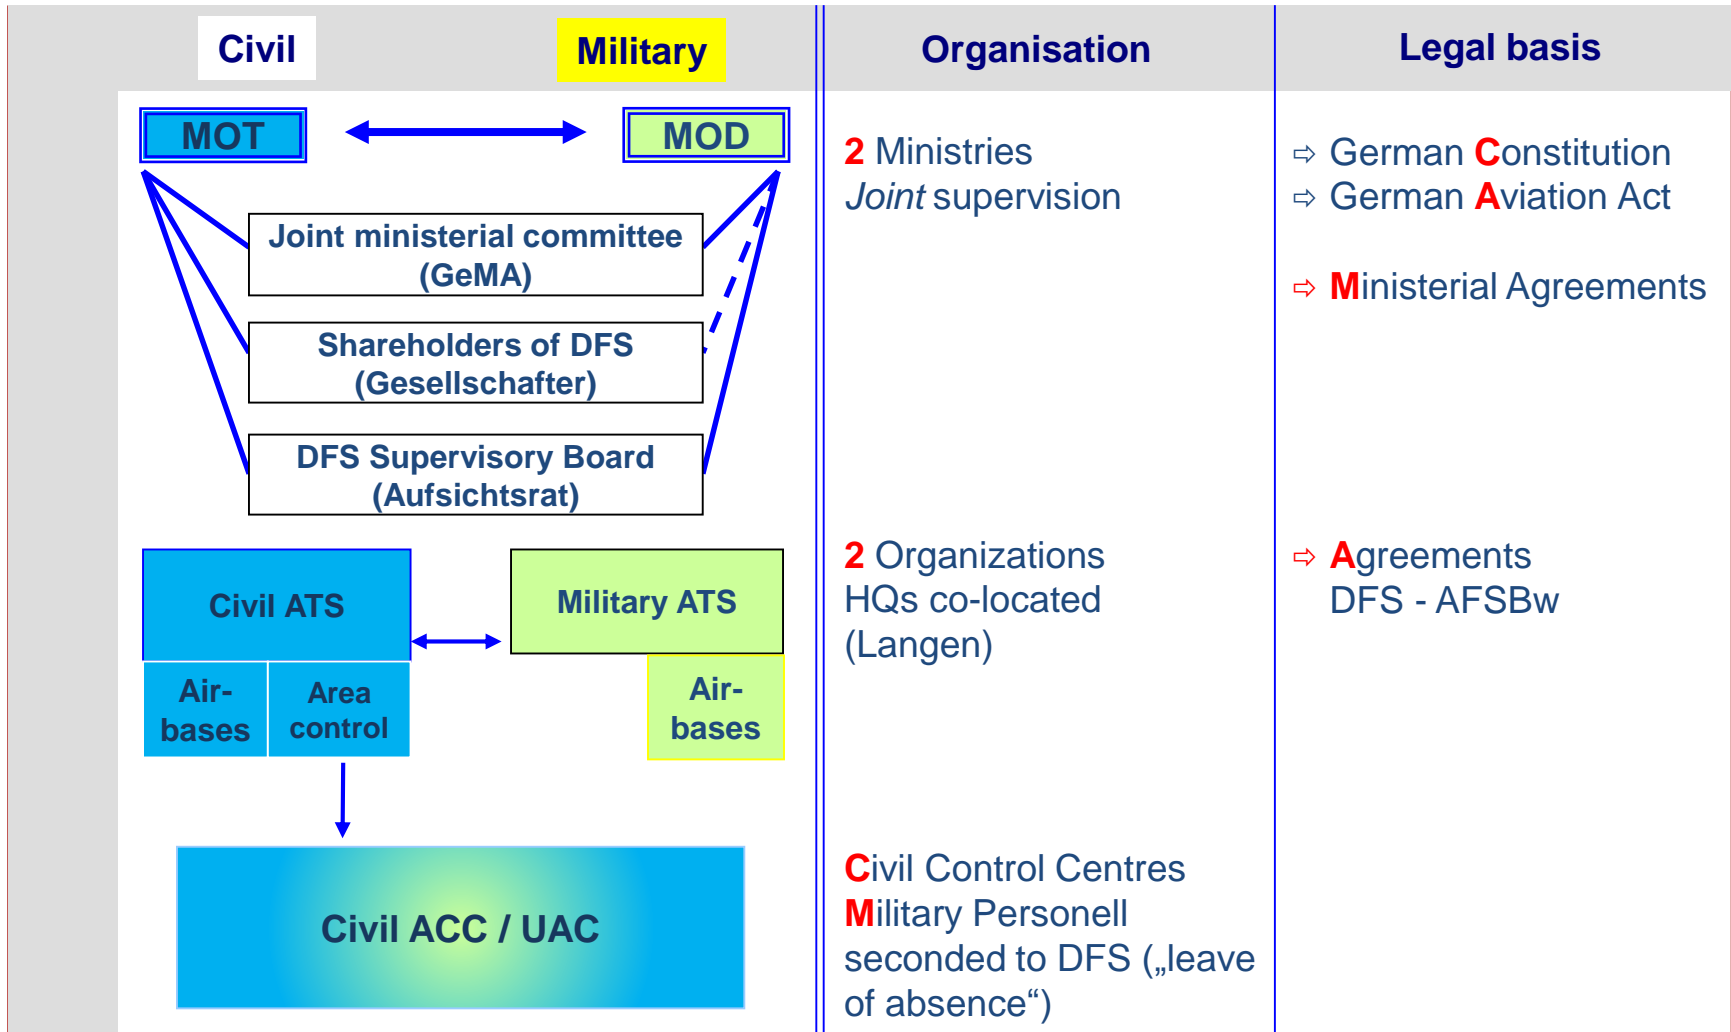 Civil
Military
Organisation
Legal basis
MOT
MOD
2 Ministries
Joint supervision
⇨ German Constitution
⇨ German Aviation Act
⇨ Ministerial Agreements
Joint ministerial committee
(GeMA)
Shareholders of DFS
(Gesellschafter)
DFS Supervisory Board
(Aufsichtsrat)
Civil ATS
Military ATS
Air-
bases
Area
control
Air-
bases
2 Organizations
HQs co-located
(Langen)
⇨ Agreements
DFS - AFSBw
Civil ACC / UAC
Civil Control Centres
Military Personell
seconded to DFS („leave
of absence“)